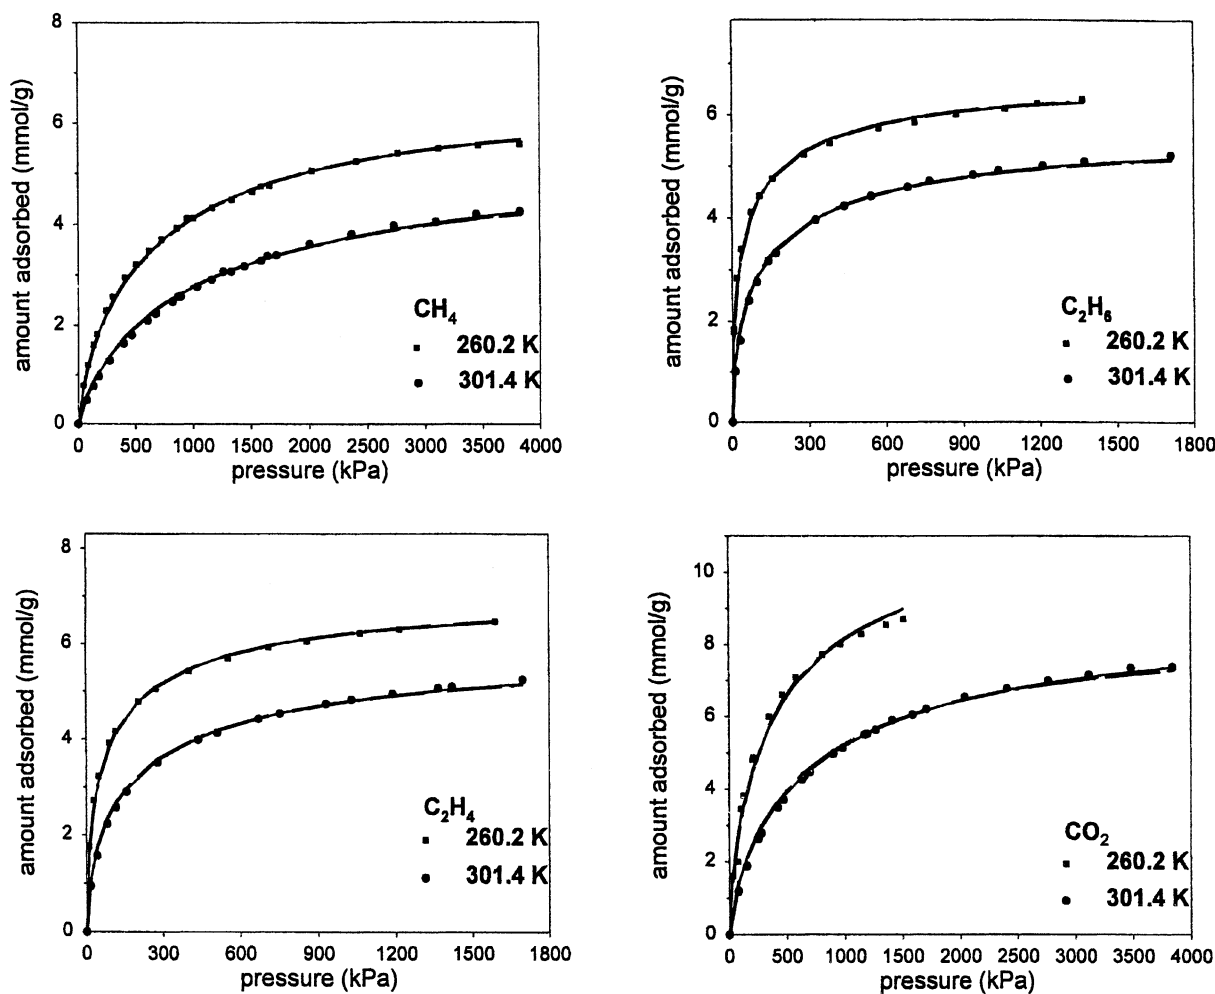 8
6
4
2
0
amount adsorbed (mmol/g)
CH4
260.2 K
301.4 K
0 500 1000 1500 2000 2500 3000 3500 4000
pressure (kPa)
8
6
4
2
0
amount adsorbed (mmol/g)
C2H6
260.2 K
301.4 K
0 300 600 900 1200 1500 1800
pressure (kPa)
8
6
4
2
0
amount adsorbed (mmol/g)
C2H4
260.2 K
301.4 K
0 300 600 900 1200 1500 1800
pressure (kPa)
10
8
6
4
2
0
amount adsorbed (mmol/g)
CO2
260.2 K
301.4 K
0 500 1000 1500 2000 2500 3000 3500 4000
pressure (kPa)